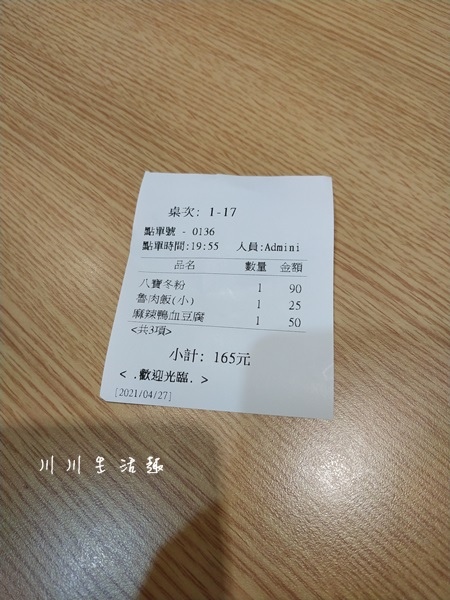 桌次: 1-17
點單號 - 0136
點單時間:19:55 人員:Admini
品名 數量 金額
八寶冬粉 1 90
魯肉飯(小) 1 25
麻辣鴨血豆腐 1 50
<共3項>
小計: 165元
< .歡迎光臨. >
[2021/04/27]
川川生活趣